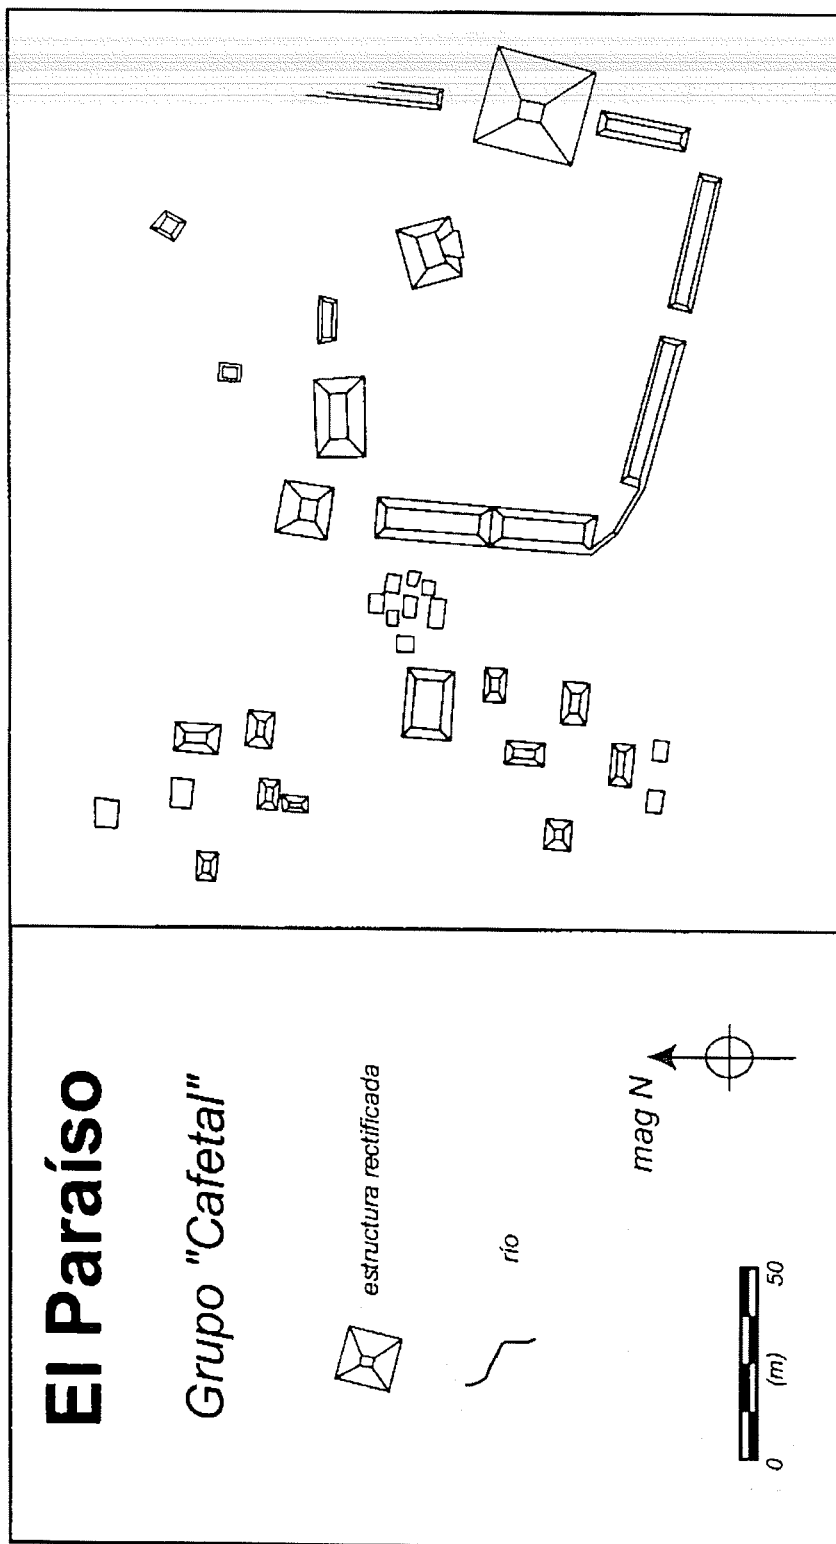 El Paraíso
Grupo "Cafetal"
estructura rectificada
río
mag N
0 (m) 50